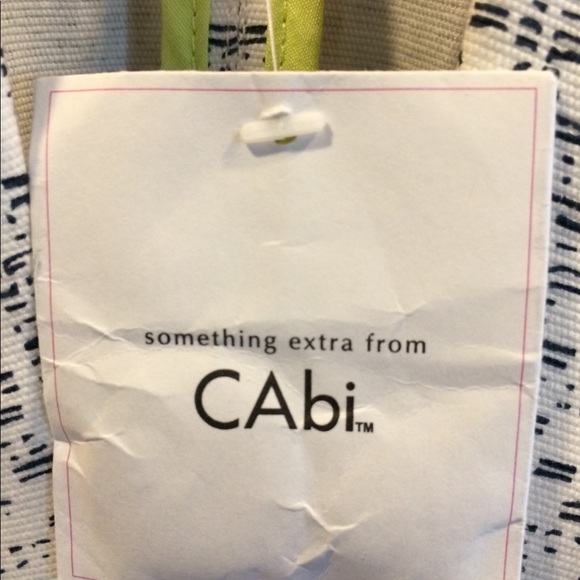 something extra from
CAbi™